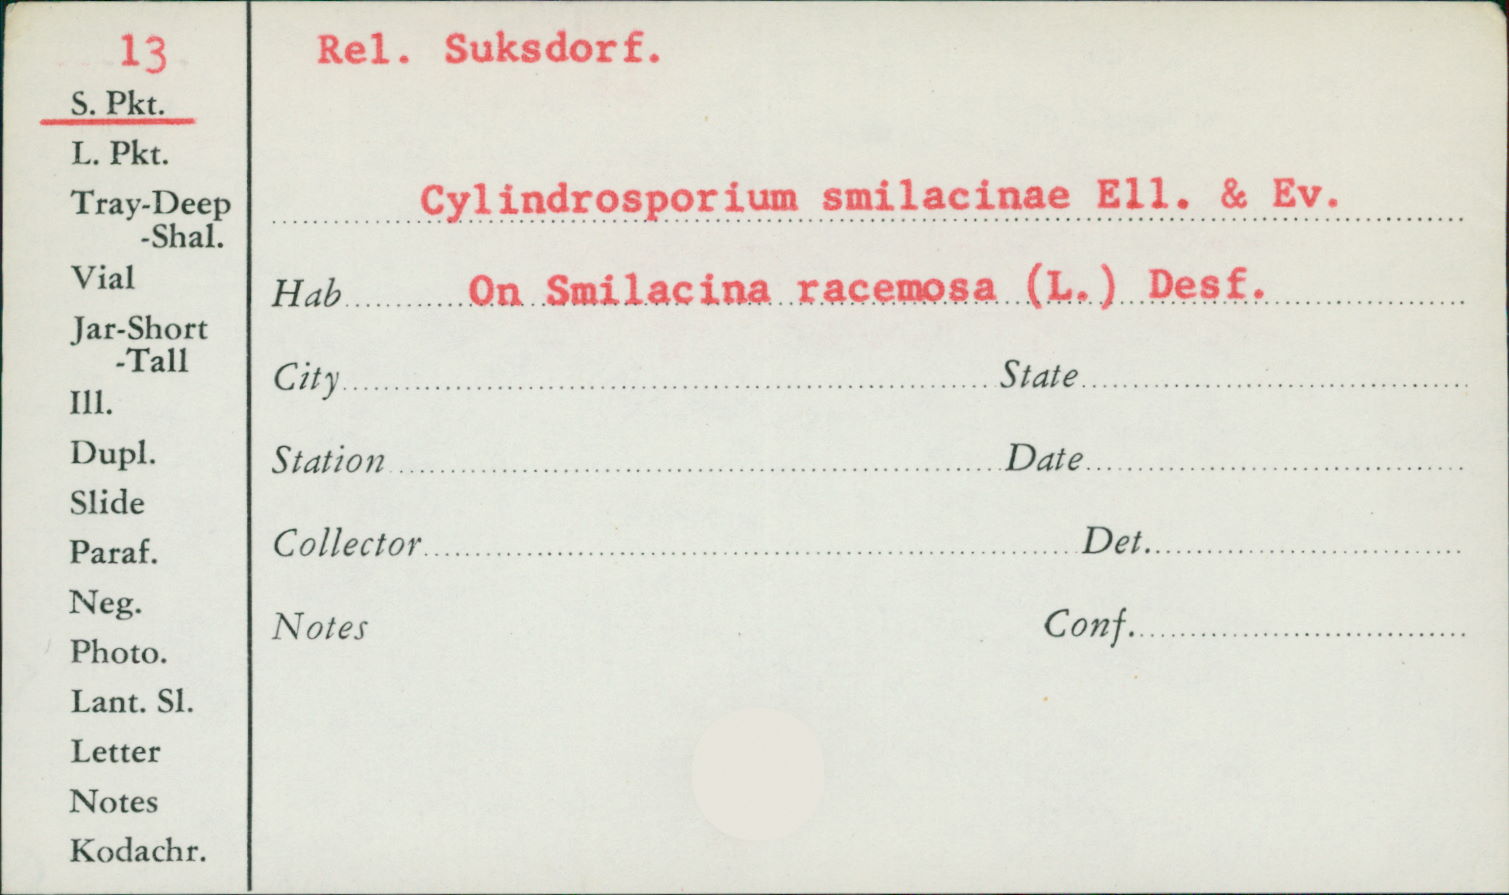 13
S. Pkt.
L. Pkt.
Tray-Deep
-Shal.
Vial
Jar-Short
-Tall
Ill.
Dupl.
Slide
Paraf.
Neg.
Photo.
Lant. Sl.
Letter
Notes
Kodachr.
Rel. Suksdorf.
Cylindrosporium smilacinae Ell. & Ev.
Hab On Smilacina racemosa (L.) Desf.
City State
Station Date
Collector Det.
Notes Conf.